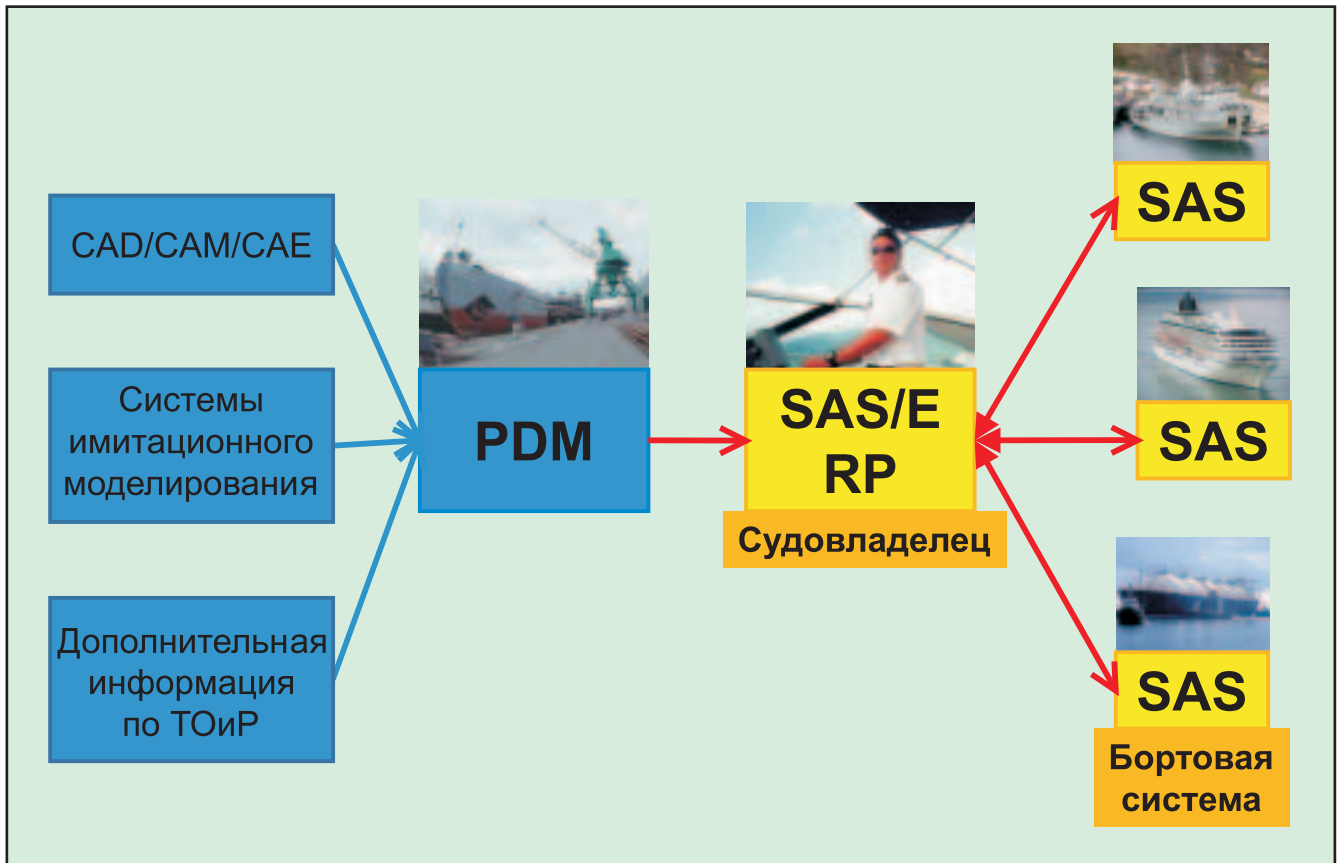 CAD/CAM/CAE
Системы
имитационного
моделирования
Дополнительная
информация
по ТОиР
PDM
SAS/E
RP
Судовладелец
SAS
SAS
SAS
Бортовая
система